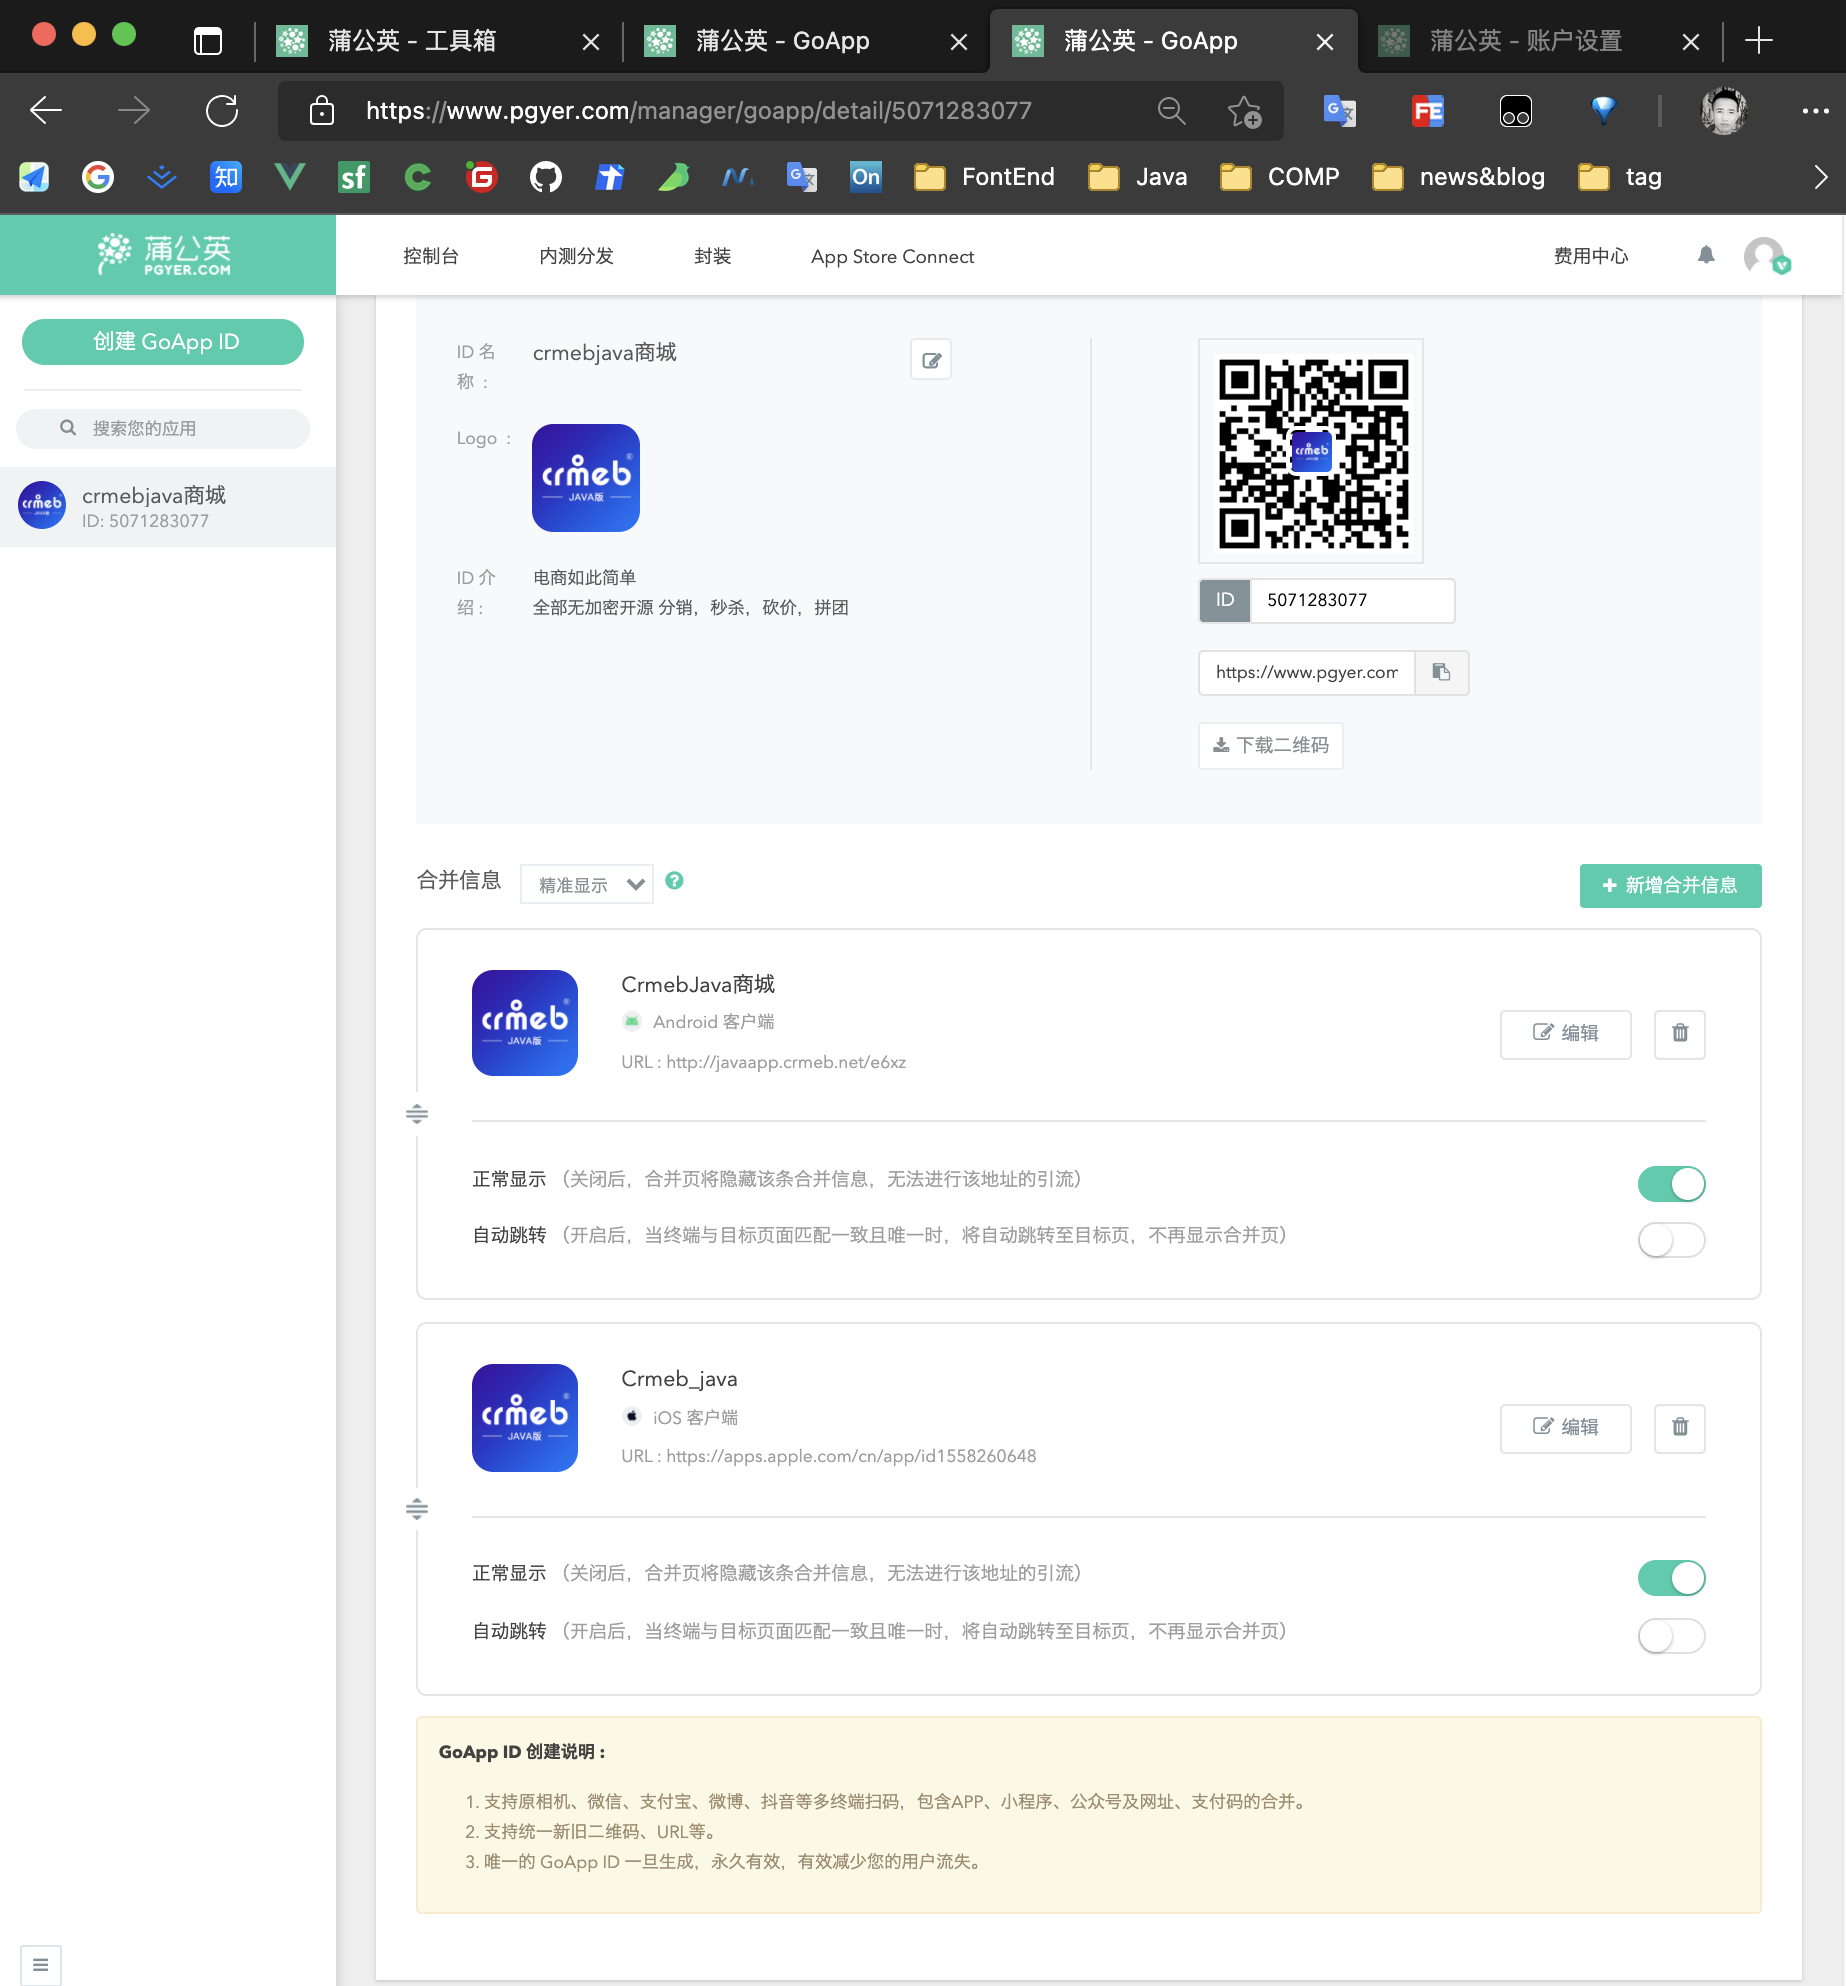 蒲公英 - 工具箱
蒲公英 - GoApp
蒲公英 - GoApp
蒲公英 - 账户设置
https://www.pgyer.com/manager/goapp/detail/5071283077
FE
知
sf
G
On
FontEnd
Java
COMP
news&blog
tag
蒲公英
PGYER.COM
控制台
内测分发
封装
App Store Connect
费用中心
创建 GoApp ID
搜索您的应用
crmebjava商城
ID: 5071283077
ID 名
称 :
crmebjava商城
Logo :
crmeb®
JAVA版
ID 介
绍 :
电商如此简单
全部无加密开源 分销，秒杀，砍价，拼团
crmeb
ID 5071283077
https://www.pgyer.com
下载二维码
合并信息
精准显示
?
+ 新增合并信息
crmeb®
JAVA版
CrmebJava商城
Android 客户端
URL : http://javaapp.crmeb.net/e6xz
编辑
正常显示 （关闭后，合并页将隐藏该条合并信息，无法进行该地址的引流）
自动跳转 （开启后，当终端与目标页面匹配一致且唯一时，将自动跳转至目标页，不再显示合并页）
crmeb®
JAVA版
Crmeb_java
iOS 客户端
URL : https://apps.apple.com/cn/app/id1558260648
编辑
正常显示 （关闭后，合并页将隐藏该条合并信息，无法进行该地址的引流）
自动跳转 （开启后，当终端与目标页面匹配一致且唯一时，将自动跳转至目标页，不再显示合并页）
GoApp ID 创建说明 :
1. 支持原相机、微信、支付宝、微博、抖音等多终端扫码，包含APP、小程序、公众号及网址、支付码的合并。
2. 支持统一新旧二维码、URL等。
3. 唯一的 GoApp ID 一旦生成，永久有效，有效减少您的用户流失。